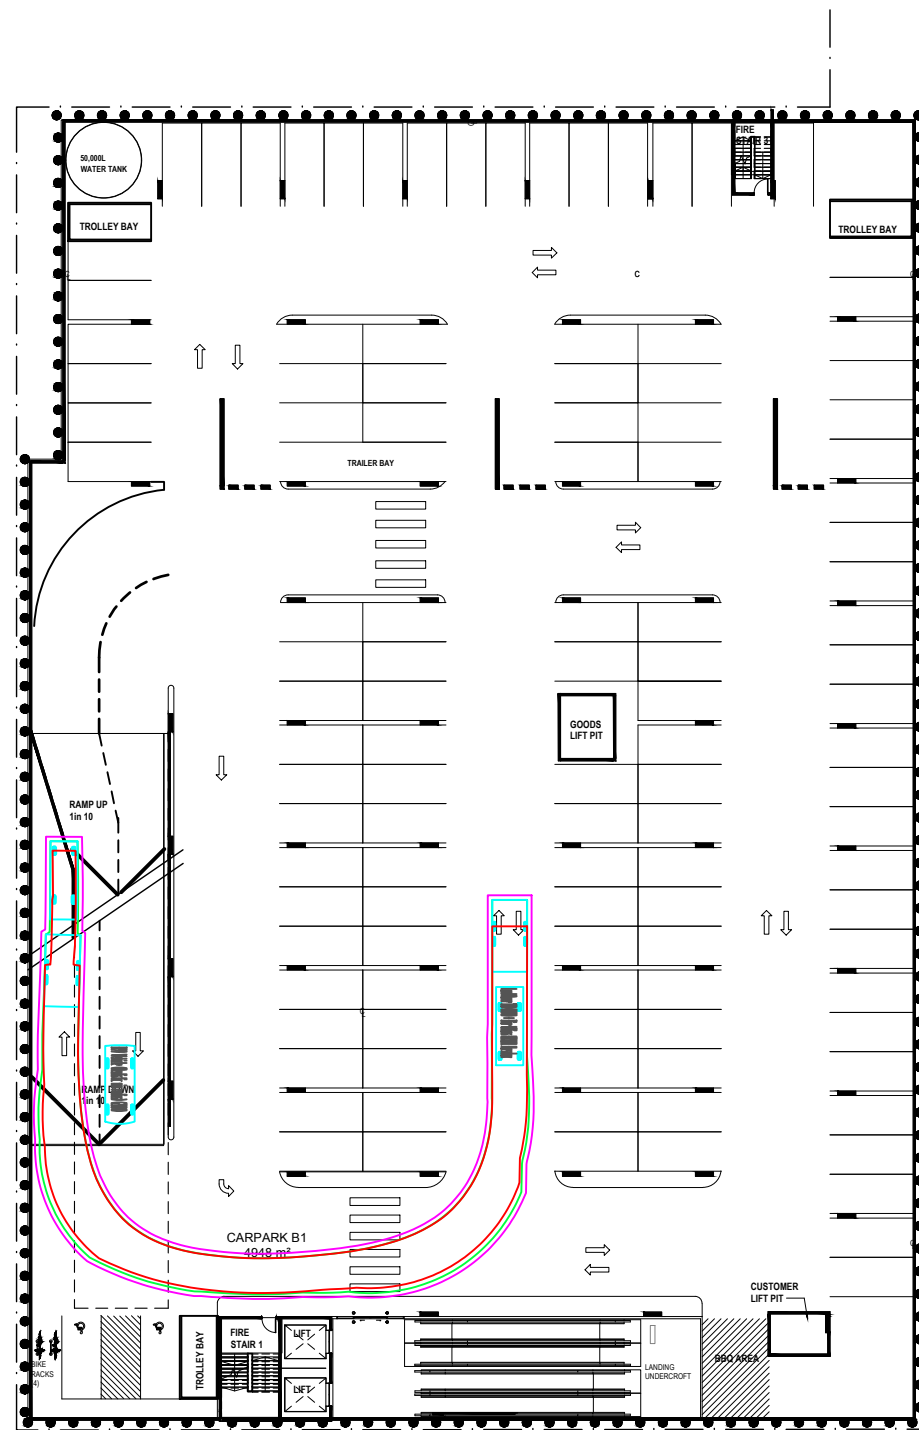 FIRE
STAIR 2
50,000L
WATER TANK
TROLLEY BAY
TROLLEY BAY
C
TRAILER BAY
GOODS
LIFT PIT
RAMP UP
1in 10
RAMP DOWN
1in 10
CARPARK B1
4948 m²
CUSTOMER
LIFT PIT
FIRE
STAIR 1
LIFT
TROLLEY BAY
BBQ AREA
BIKE
RACKS
LANDING
UNDERCROFT
LIFT